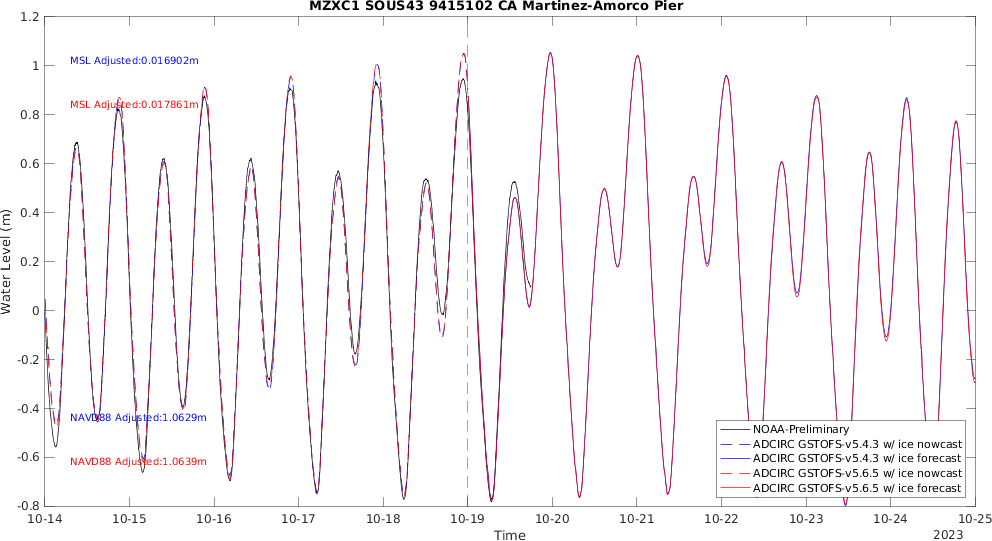 MZXC1 SOUS43 9415102 CA Martinez-Amorco Pier
1.2
1
0.8
0.6
0.4
0.2
0
-0.2
-0.4
-0.6
-0.8
Water Level (m)
MSL Adjusted:0.016902m
MSL Adjusted:0.017861m
NAVD88 Adjusted:1.0629m
NAVD88 Adjusted:1.0639m
NOAA-Preliminary
ADCIRC GSTOFS-v5.4.3 w/ ice nowcast
ADCIRC GSTOFS-v5.4.3 w/ ice forecast
ADCIRC GSTOFS-v5.6.5 w/ ice nowcast
ADCIRC GSTOFS-v5.6.5 w/ ice forecast
10-14 10-15 10-16 10-17 10-18 10-19 10-20 10-21 10-22 10-23 10-24 10-25
Time
2023